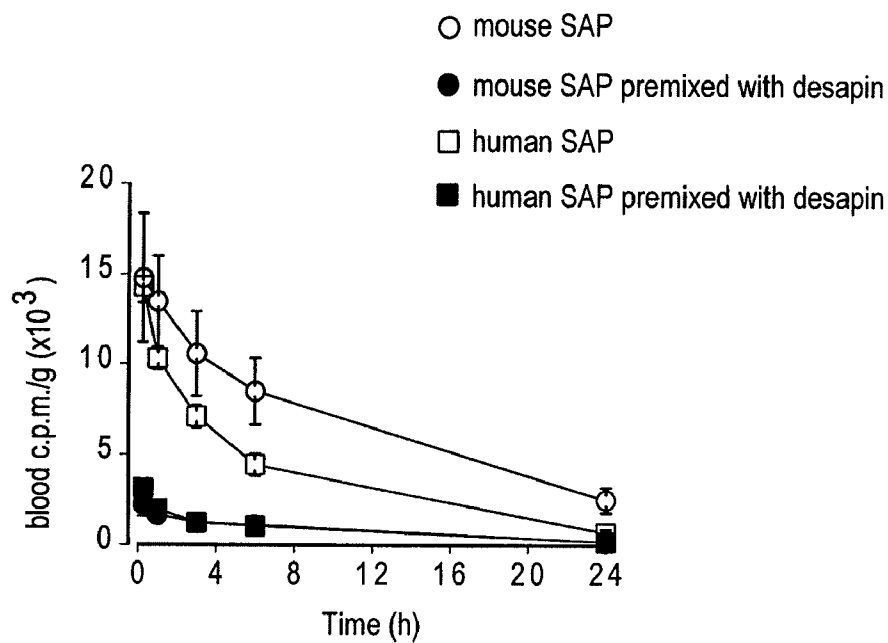 mouse SAP
mouse SAP premixed with desapin
human SAP
human SAP premixed with desapin
20
15
10
5
0
blood c.p.m./g (x10³)
0 4 8 12 16 20 24
Time (h)